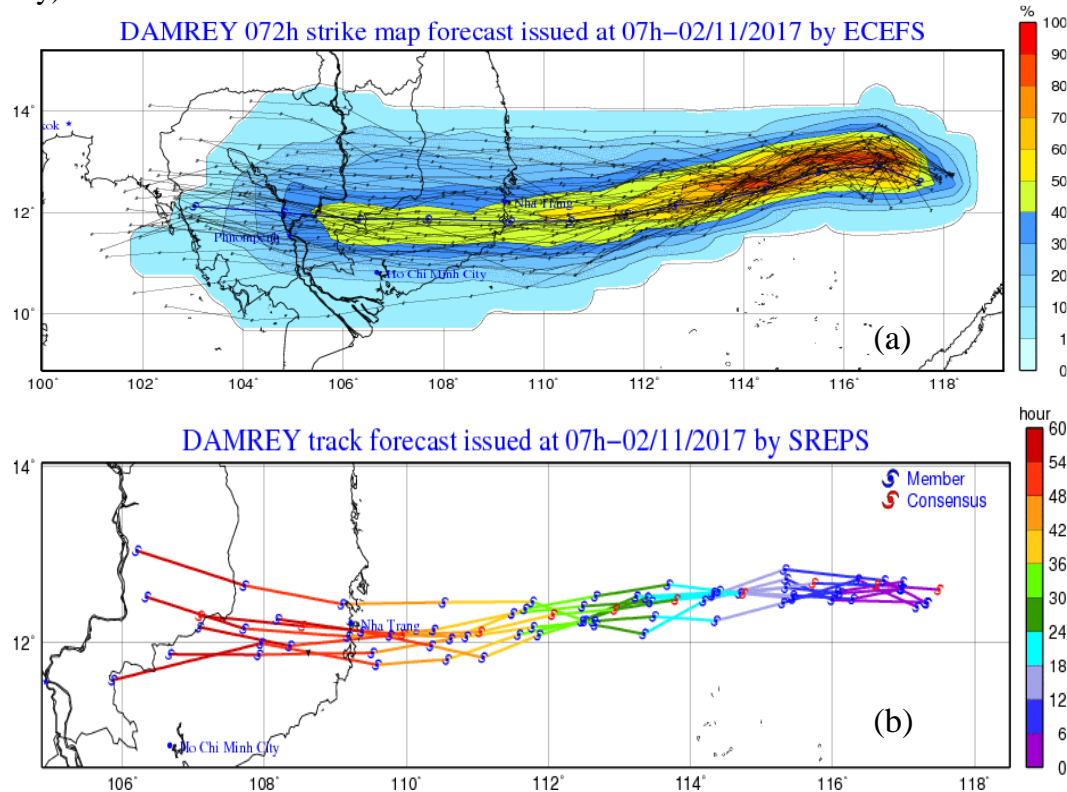 y,
DAMREY 072h strike map forecast issued at 07h−02/11/2017 by ECEFS
%
100
90
80
70
60
50
40
30
20
10
1
0
14°
12°
10°
kok
Nha Trang
Phnompenh
Ho Chi Minh City
(a)
100° 102° 104° 106° 108° 110° 112° 114° 116° 118°
DAMREY track forecast issued at 07h−02/11/2017 by SREPS
hour
60
54
48
42
36
30
24
18
12
6
0
14°
12°
Member
Consensus
Nha Trang
Ho Chi Minh City
(b)
106° 108° 110° 112° 114° 116° 118°